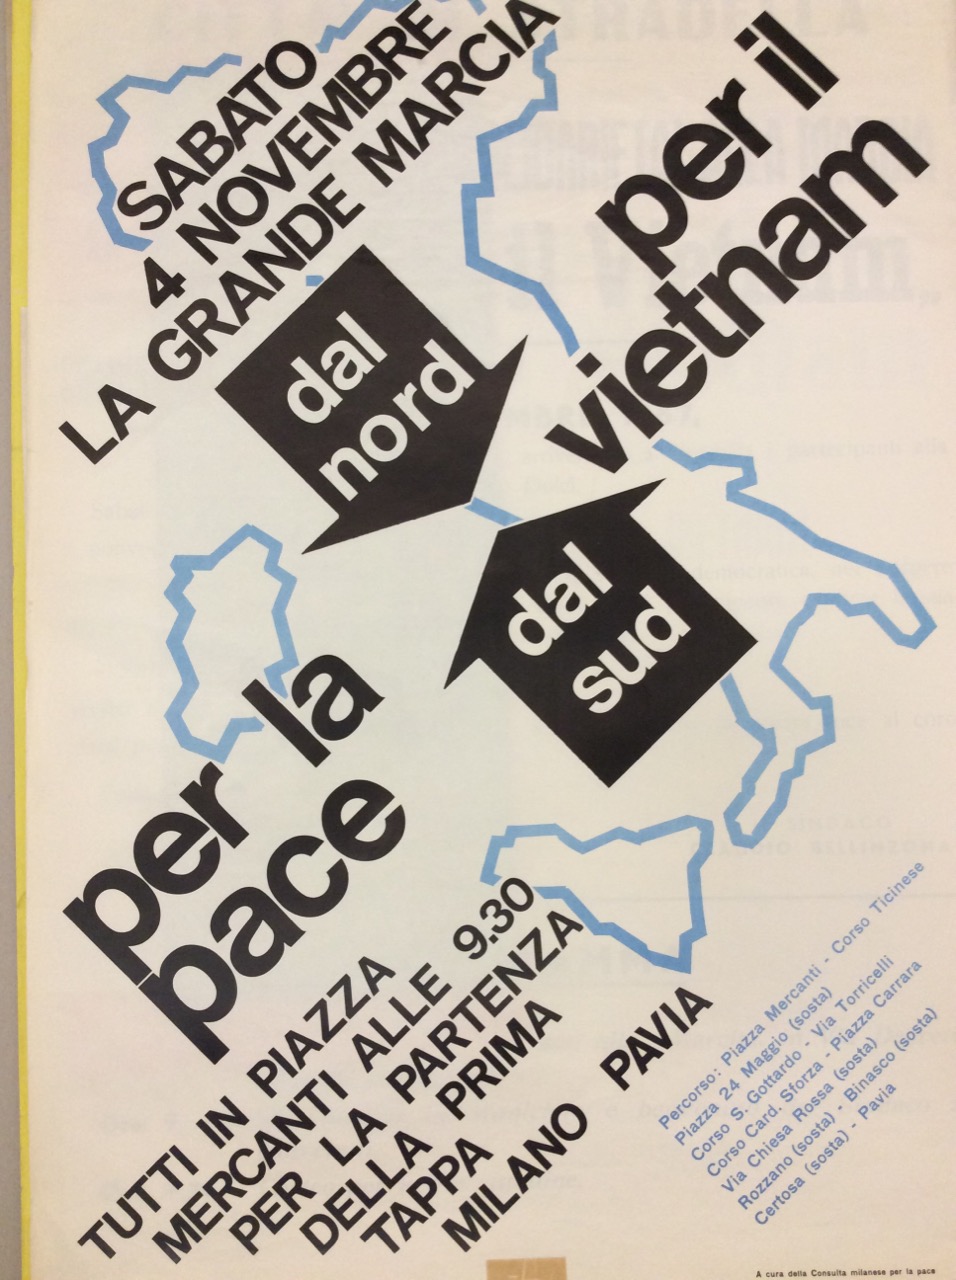 SABATO
4 NOVEMBRE
LA GRANDE MARCIA
per il
vietnam
dal
nord
dal
sud
per la
pace
TUTTI IN PIAZZA
MERCANTI ALLE 9.30
PER LA PARTENZA
DELLA PRIMA
TAPPA
MILANO PAVIA
Percorso: Piazza Mercanti - Corso Ticinese
Piazza 24 Maggio (sosta)
Corso S. Gottardo - Via Torricelli
Corso Card. Sforza - Piazza Carrara
Via Chiesa Rossa (sosta)
Rozzano (sosta) - Binasco (sosta)
Certosa (sosta) - Pavia
A cura della Consulta milanese per la pace